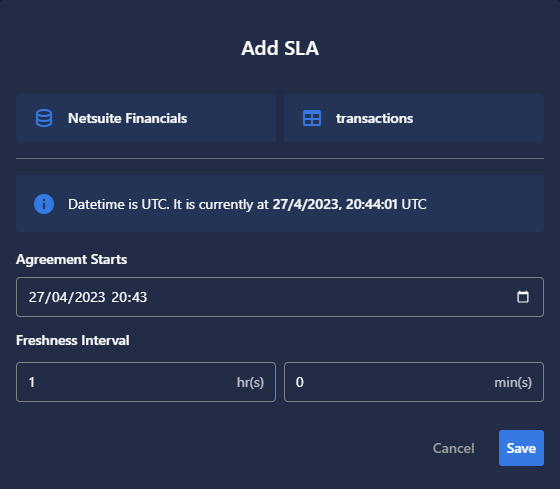 Add SLA
Netsuite Financials transactions
Datetime is UTC. It is currently at 27/4/2023, 20:44:01 UTC
Agreement Starts
27/04/2023 20:43
Freshness Interval
1 hr(s) 0 min(s)
Cancel Save